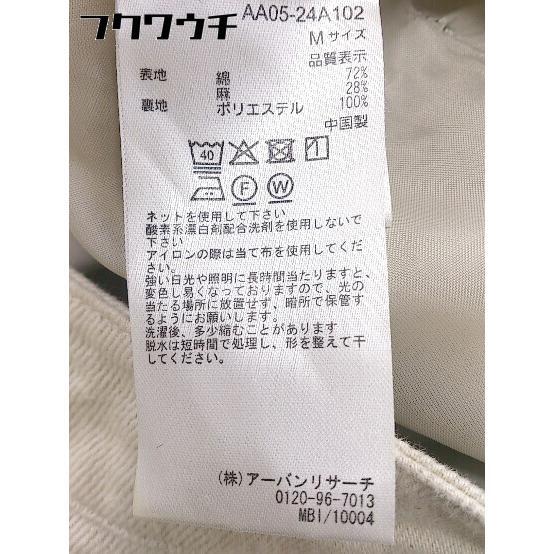 フクワウチ
AA05-24A102
Mサイズ
品質表示
表地 綿 72%
麻 28%
裏地 ポリエステル 100%
中国製
40
F W
ネットを使用して下さい
酸素系漂白剤配合洗剤を使用しないで
下さい
アイロンの際は当て布を使用してくだ
さい。
強い日光や照明に長時間当たりますと、
変色し易くなっておりますので、光の
当たる場所に放置せず、暗所で保管す
るようにお願いします。
洗濯後、多少縮むことがあります
脱水は短時間で処理し、形を整えて干
してください。
(株)アーバンリサーチ
0120-96-7013
MBI/10004